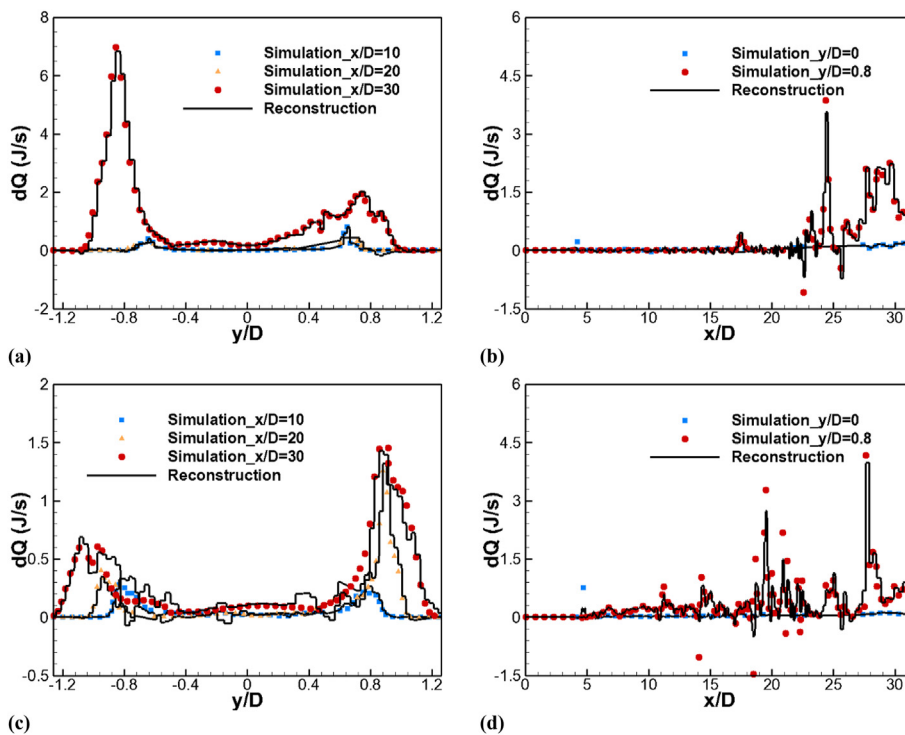 8
6
4
2
0
-2
dQ (J/s)
-1.2
-0.8
-0.4
0
0.4
0.8
1.2
y/D
Simulation_x/D=10
Simulation_x/D=20
Simulation_x/D=30
Reconstruction
(a)
6
4.5
3
1.5
0
-1.5
dQ (J/s)
0
5
10
15
20
25
30
x/D
Simulation_y/D=0
Simulation_y/D=0.8
Reconstruction
(b)
2
1.5
1
0.5
0
-0.5
dQ (J/s)
-1.2
-0.8
-0.4
0
0.4
0.8
1.2
y/D
Simulation_x/D=10
Simulation_x/D=20
Simulation_x/D=30
Reconstruction
(c)
6
4.5
3
1.5
0
-1.5
dQ (J/s)
0
5
10
15
20
25
30
x/D
Simulation_y/D=0
Simulation_y/D=0.8
Reconstruction
(d)